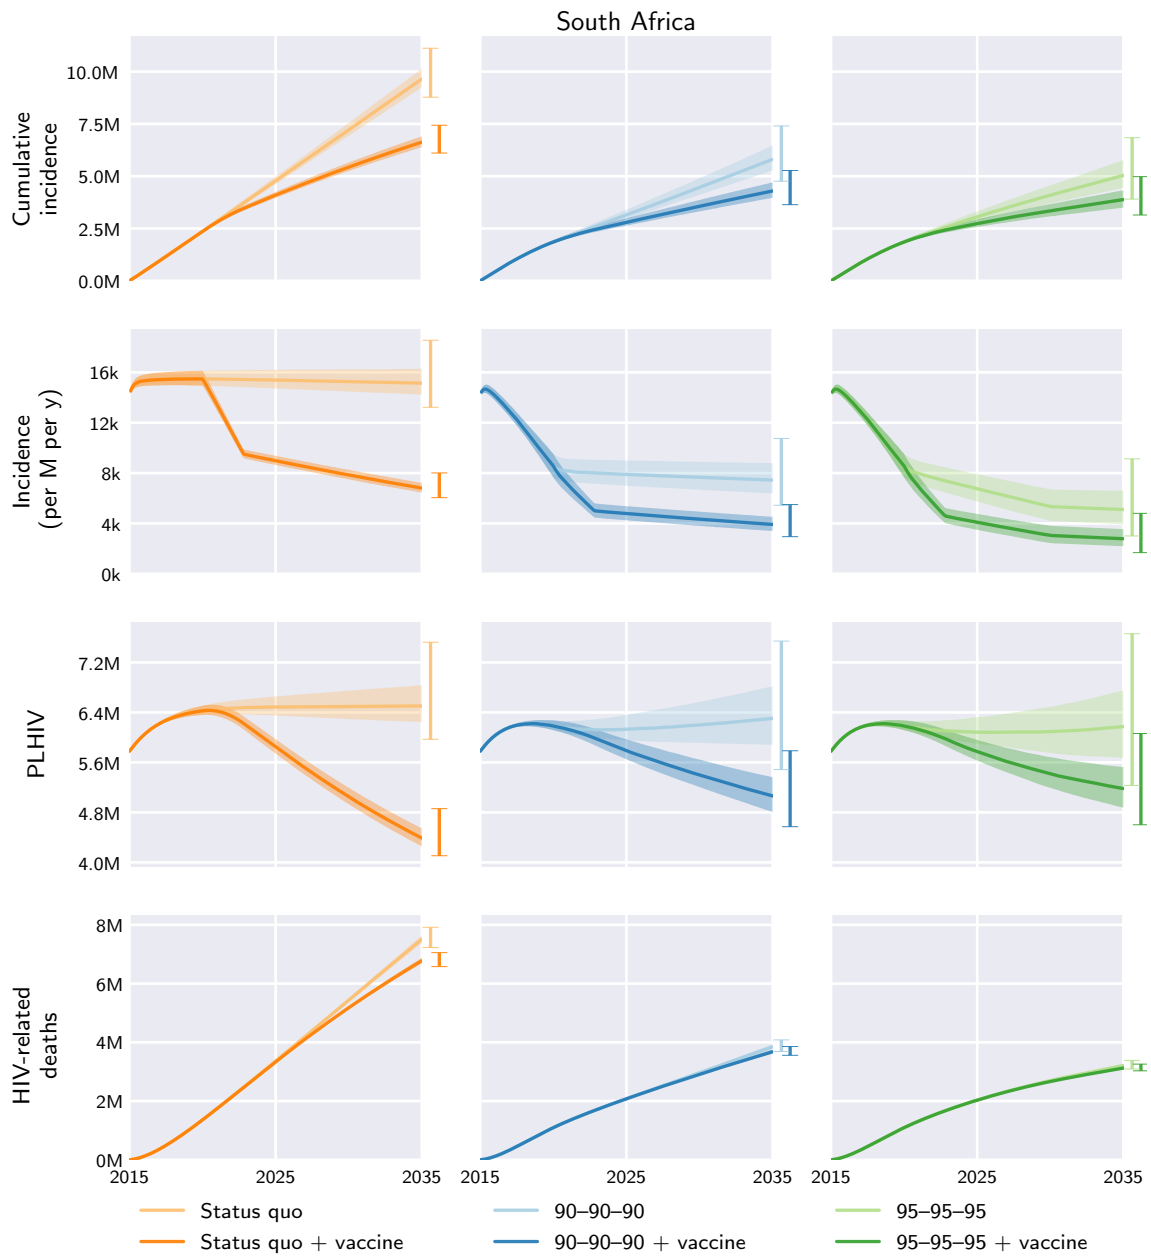 South Africa
Cumulative
incidence
10.0M
7.5M
5.0M
2.5M
0.0M
Incidence
(per M per y)
16k
12k
8k
4k
0k
PLHIV
7.2M
6.4M
5.6M
4.8M
4.0M
HIV-related
deaths
8M
6M
4M
2M
0M
2015 2025 2035 2015 2025 2035 2015 2025 2035
Status quo 90–90–90 95–95–95
Status quo + vaccine 90–90–90 + vaccine 95–95–95 + vaccine